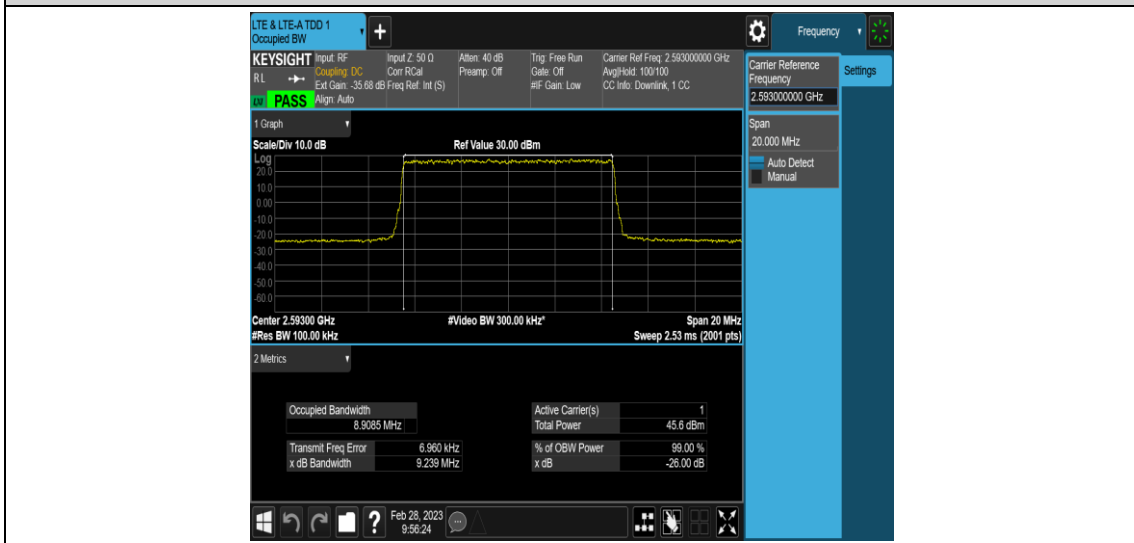 LTE & LTE-A TDD 1
Occupied BW
+
Frequency
KEYSIGHT
R L
LXI PASS
Input: RF
Coupling: DC
Ext Gain: -35.68 dB
Align: Auto
Input Z: 50 Ω
Corr RCal
Freq Ref: Int (S)
Atten: 40 dB
Preamp: Off
Trig: Free Run
Gate: Off
#IF Gain: Low
Carrier Ref Freq: 2.593000000 GHz
Avg|Hold: 100/100
CC Info: Downlink, 1 CC
Carrier Reference
Frequency
2.593000000 GHz
Settings
Span
20.000 MHz
Auto Detect
Manual
1 Graph
Scale/Div 10.0 dB
Ref Value 30.00 dBm
Log
20.0
10.0
0.00
-10.0
-20.0
-30.0
-40.0
-50.0
-60.0
Center 2.59300 GHz
#Video BW 300.00 kHz*
Span 20 MHz
#Res BW 100.00 kHz
Sweep 2.53 ms (2001 pts)
2 Metrics
Occupied Bandwidth
8.9085 MHz
Transmit Freq Error 6.960 kHz
x dB Bandwidth 9.239 MHz
Active Carrier(s) 1
Total Power 45.6 dBm
% of OBW Power 99.00 %
x dB -26.00 dB
?
Feb 28, 2023
9:56:24